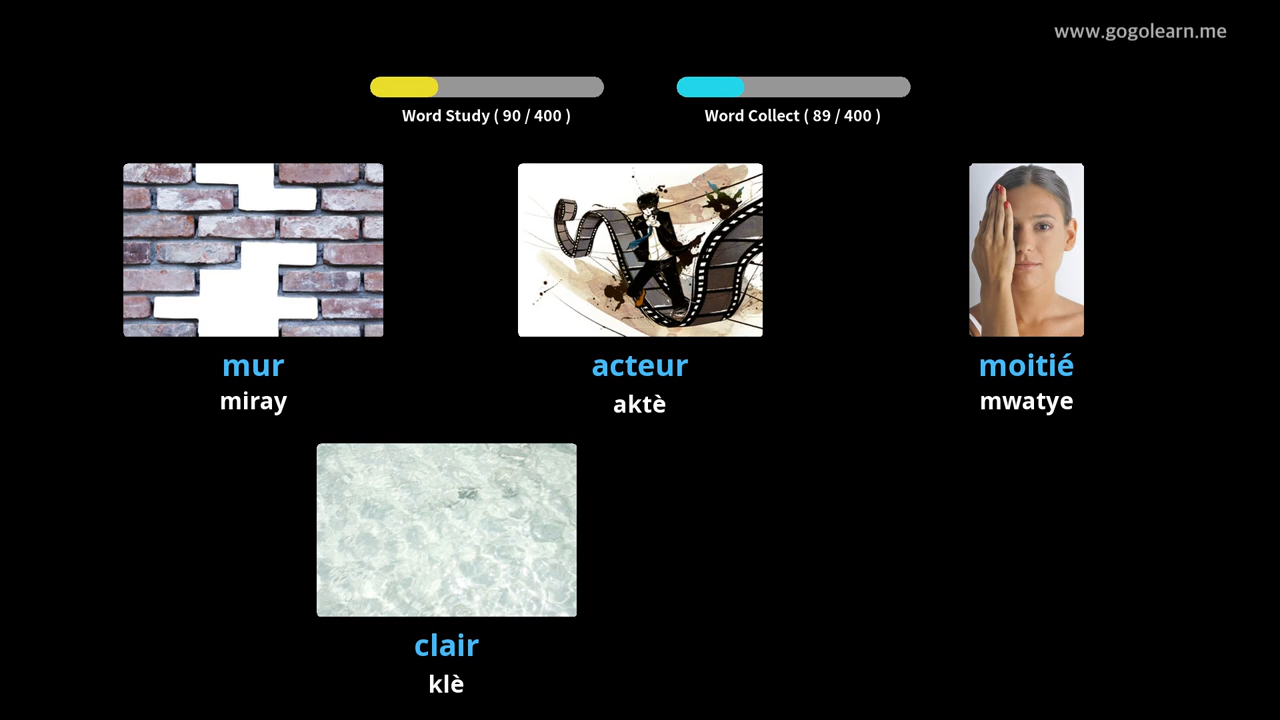 www.gogolearn.me
Word Study ( 90 / 400 )
Word Collect ( 89 / 400 )
mur
miray
acteur
aktè
moitié
mwatye
clair
klè